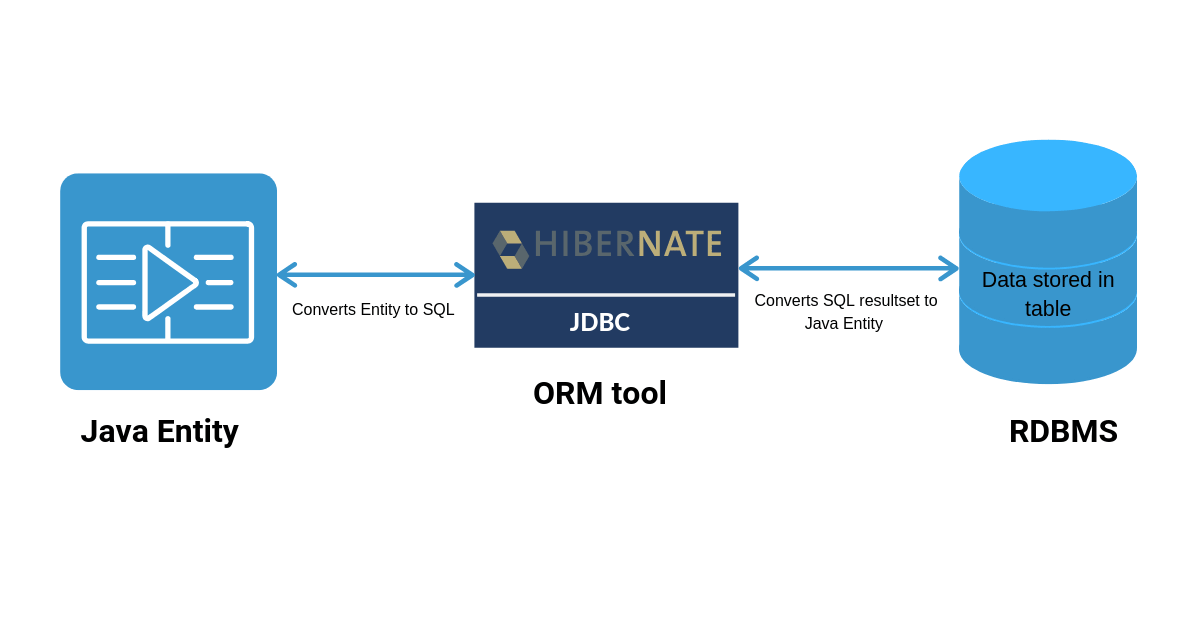 Java Entity
Converts Entity to SQL
HIBERNATE
JDBC
ORM tool
Converts SQL resultset to
Java Entity
Data stored in
table
RDBMS